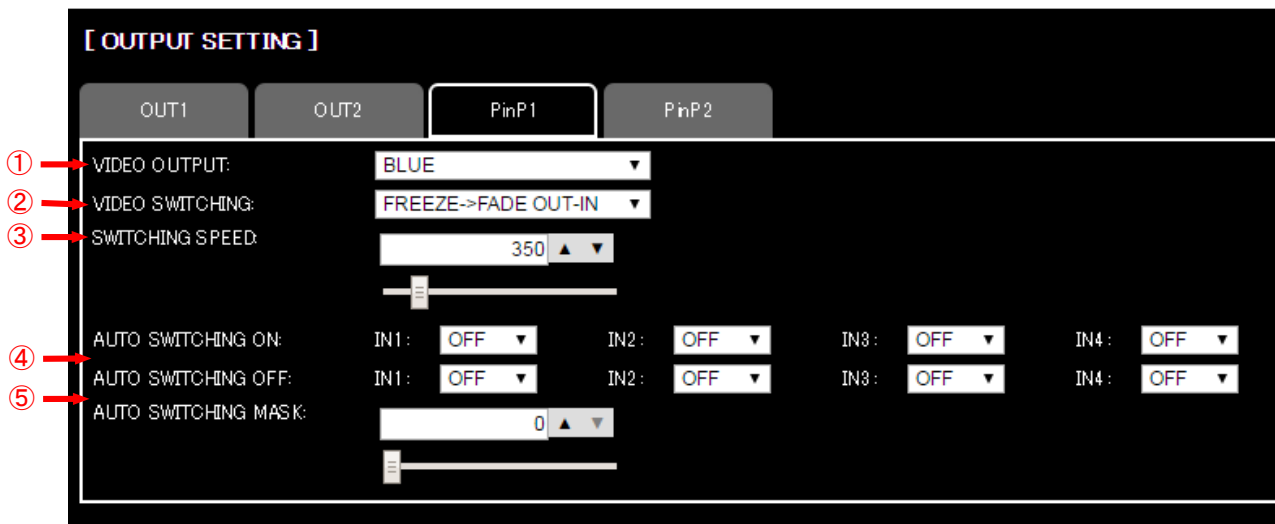 [ OUTPUT SETTING ]
OUT1 OUT2 PinP1 PinP2
① VIDEO OUTPUT: BLUE ▼
② VIDEO SWITCHING: FREEZE->FADE OUT-IN ▼
③ SWITCHING SPEED: 350 ▲ ▼
④ AUTO SWITCHING ON: IN1: OFF ▼ IN2: OFF ▼ IN3: OFF ▼ IN4: OFF ▼
⑤ AUTO SWITCHING OFF: IN1: OFF ▼ IN2: OFF ▼ IN3: OFF ▼ IN4: OFF ▼
AUTO SWITCHING MASK: 0 ▲ ▼